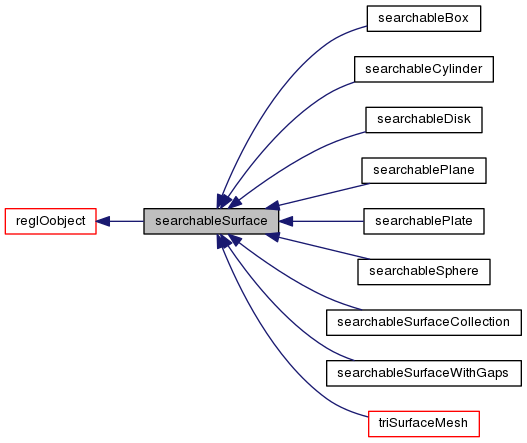 searchableBox
searchableCylinder
searchableDisk
searchablePlane
regIOobject
searchableSurface
searchablePlate
searchableSphere
searchableSurfaceCollection
searchableSurfaceWithGaps
triSurfaceMesh